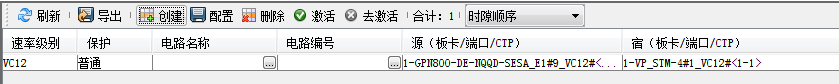 刷新 导出 创建 配置 删除 激活 去激活 合计：1 时隙顺序
速率级别 保护 电路名称 电路编号 源（板卡/端口/CTP） 宿（板卡/端口/CTP）
VC12 普通 ... ... 1-GPN800-DE-NQQD-SESA_E1#9_VC12#<... 1-VP_STM-4#1_VC12#<1-1>